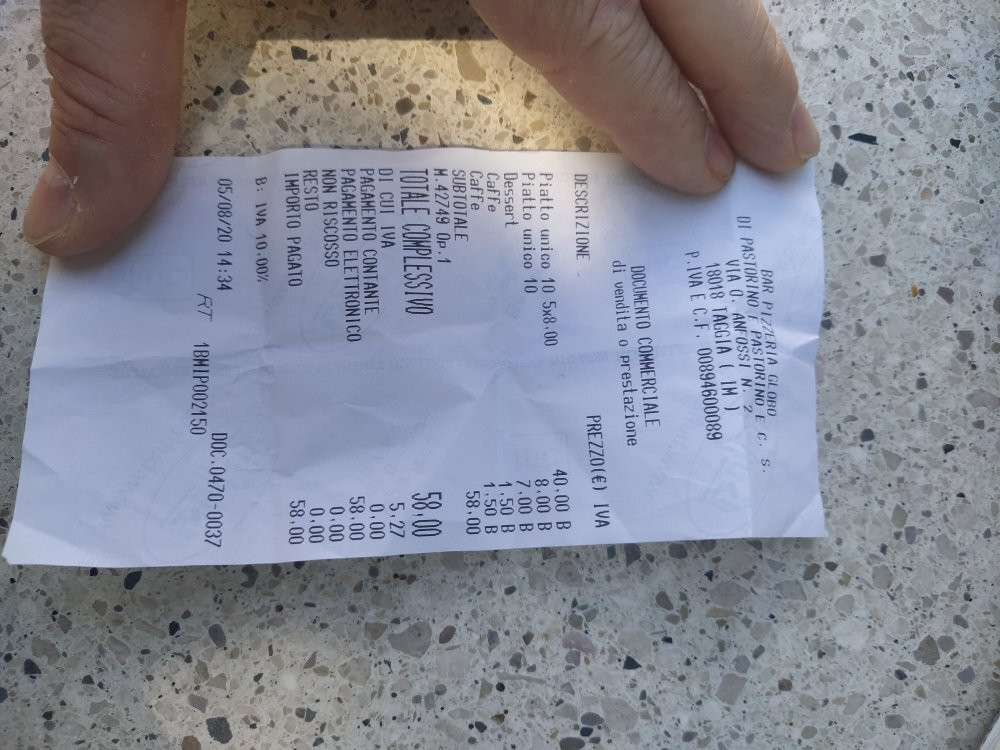 BAR PIZZERIA GLOBO
DI PASTORINO E PASTORINO E C. S.
VIA O. ANFOSSI N. 2
18018 TAGGIA ( IM )
P.IVA E C.F. 00894600089
DOCUMENTO COMMERCIALE
di vendita o prestazione
DESCRIZIONE PREZZO(€) IVA
Piatto unico 10 5x8,00 40,00 B
Piatto unico 10 8,00 B
Dessert 7,00 B
Caffe 1,50 B
Caffe 1,50 B
SUBTOTALE 58,00
M.42749 Op.1
TOTALE COMPLESSIVO 58,00
DI CUI IVA 5,27
PAGAMENTO CONTANTE 0,00
PAGAMENTO ELETTRONICO 58,00
NON RISCOSSO 0,00
RESTO 0,00
IMPORTO PAGATO 58,00
B: IVA 10,00%
05/08/20 14:34 DOC.0470-0037
RT 1BMIP002150